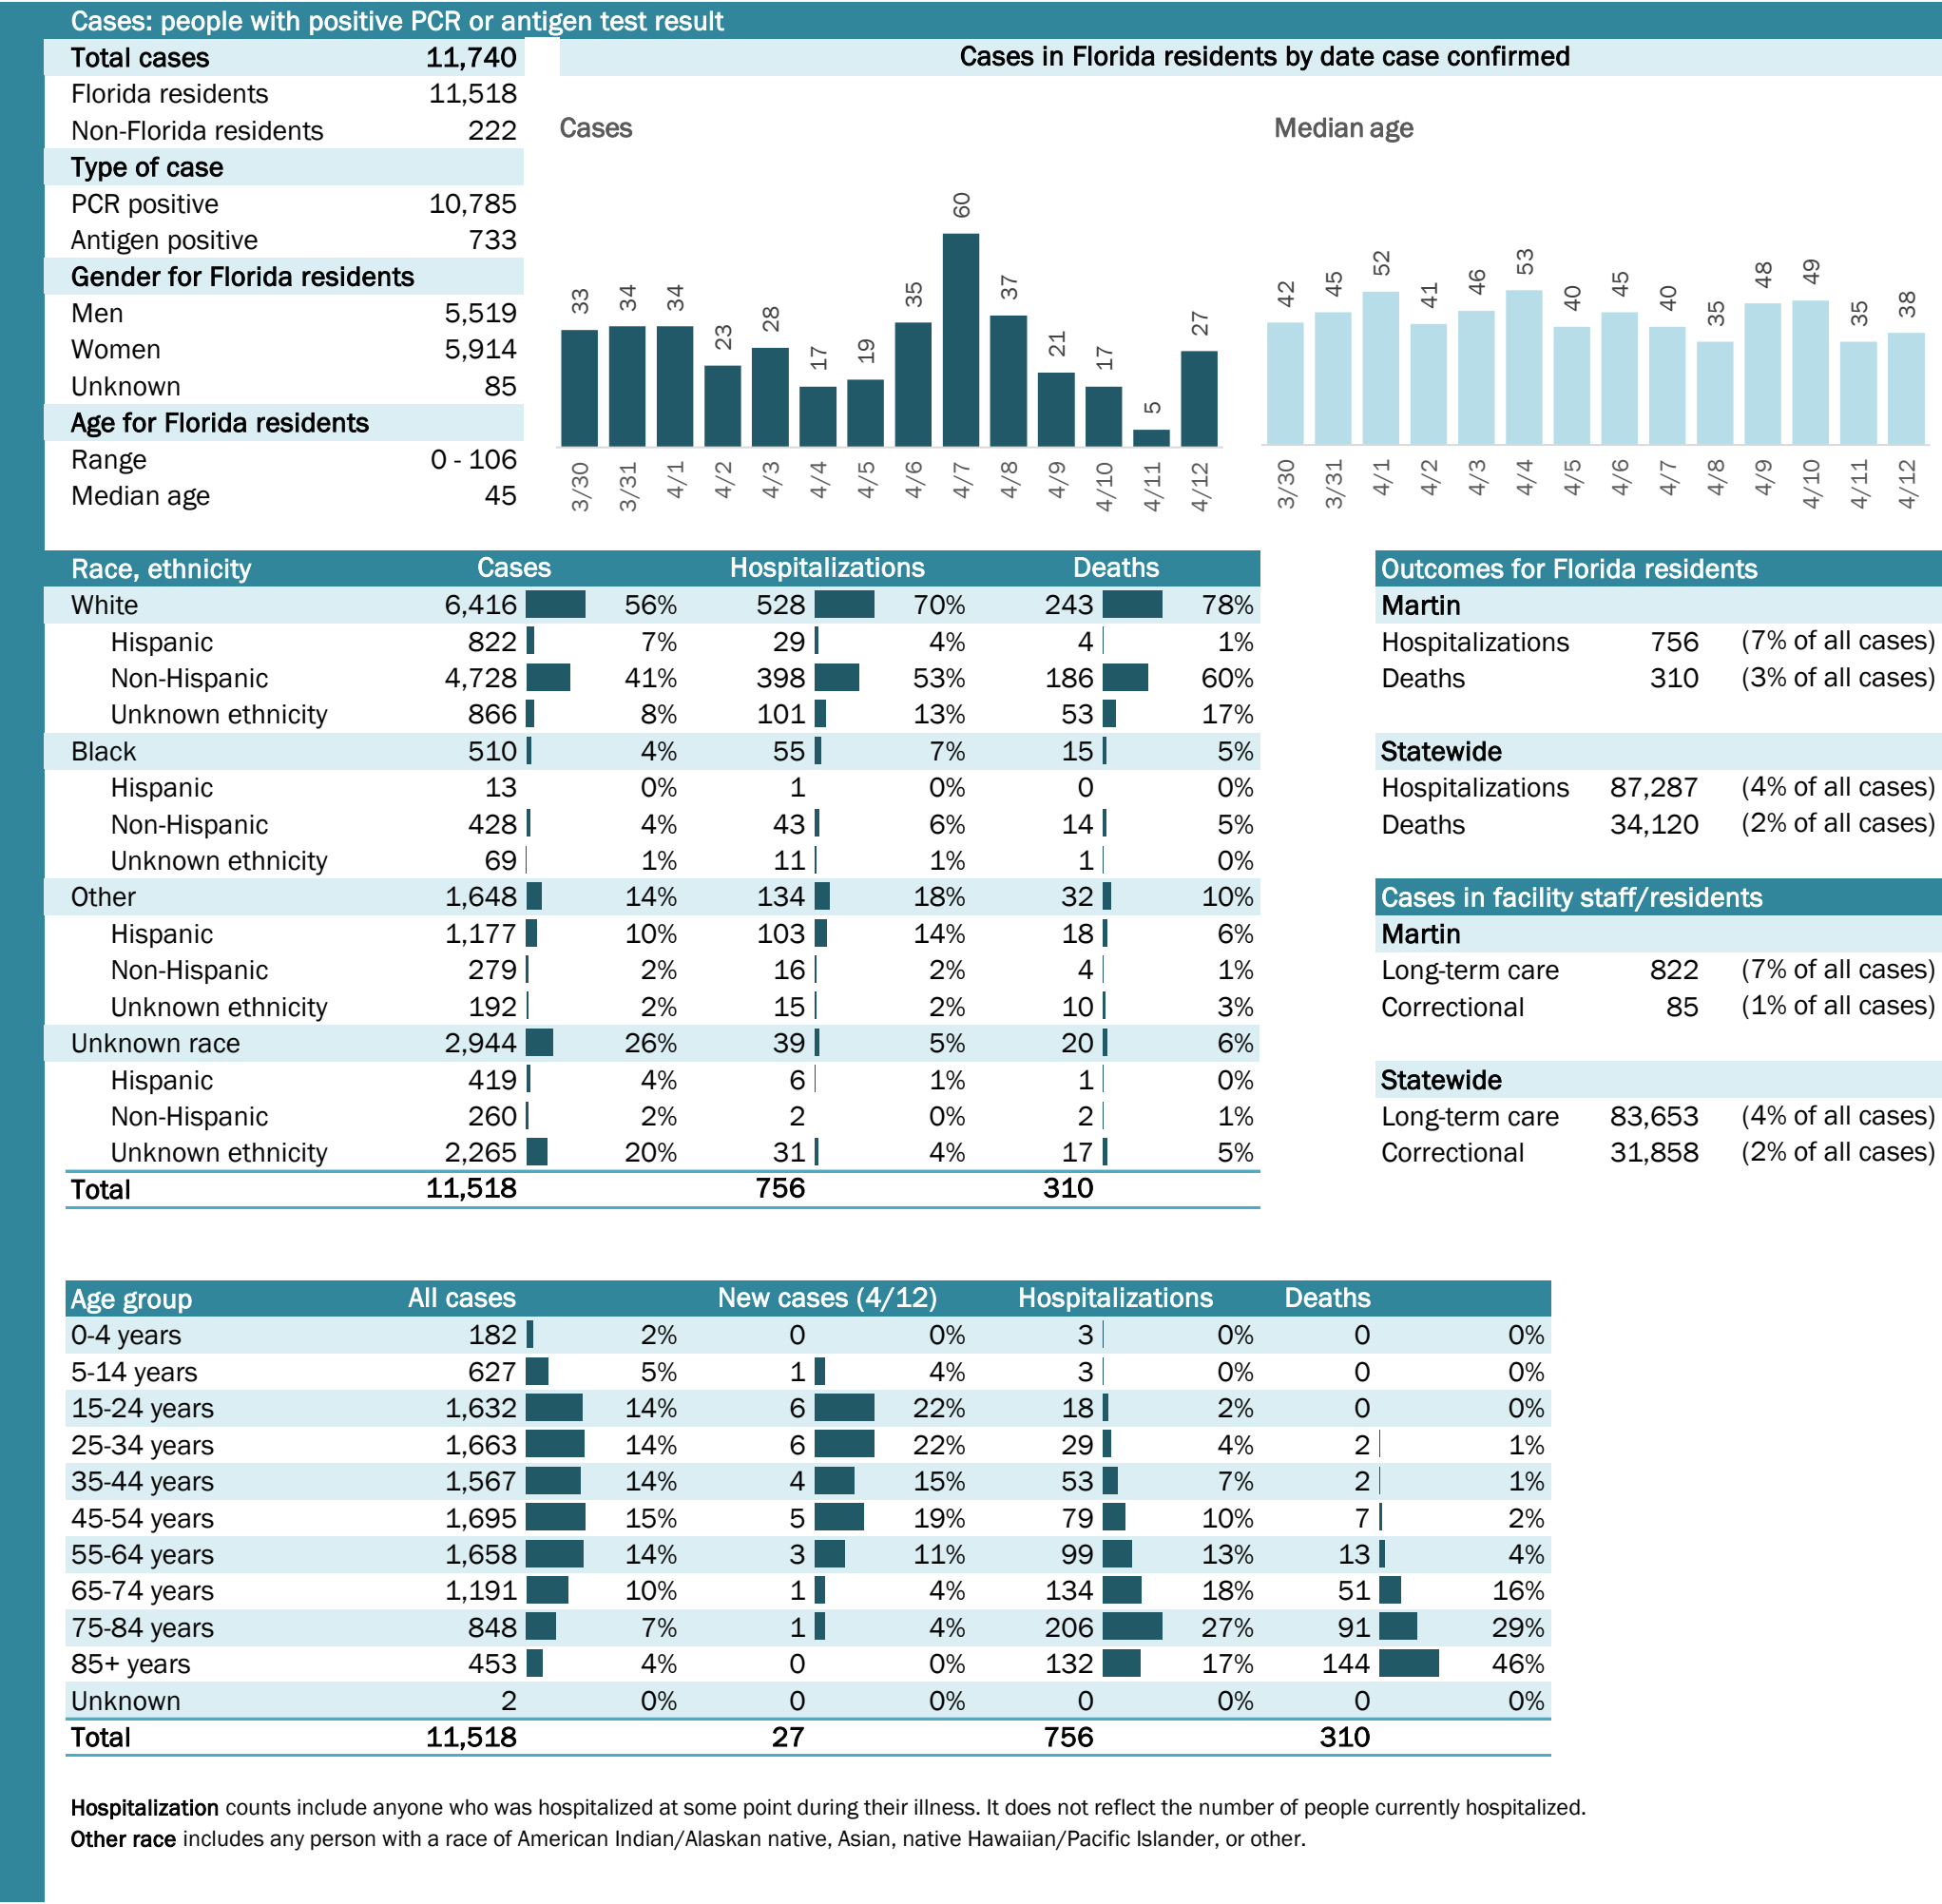 Cases: people with positive PCR or antigen test result
Total cases 11,740
Florida residents 11,518
Non-Florida residents 222
Type of case
PCR positive 10,785
Antigen positive 733
Gender for Florida residents
Men 5,519
Women 5,914
Unknown 85
Age for Florida residents
Range 0 - 106
Median age 45
Cases in Florida residents by date case confirmed
Cases
33 34 34 23 28 17 19 35 60 37 21 17 5 27
3/30 3/31 4/1 4/2 4/3 4/4 4/5 4/6 4/7 4/8 4/9 4/10 4/11 4/12
Median age
42 45 52 41 46 53 40 45 40 35 48 49 35 38
3/30 3/31 4/1 4/2 4/3 4/4 4/5 4/6 4/7 4/8 4/9 4/10 4/11 4/12
Race, ethnicity Cases Hospitalizations Deaths
White 6,416 56% 528 70% 243 78%
Hispanic 822 7% 29 4% 4 1%
Non-Hispanic 4,728 41% 398 53% 186 60%
Unknown ethnicity 866 8% 101 13% 53 17%
Black 510 4% 55 7% 15 5%
Hispanic 13 0% 1 0% 0 0%
Non-Hispanic 428 4% 43 6% 14 5%
Unknown ethnicity 69 1% 11 1% 1 0%
Other 1,648 14% 134 18% 32 10%
Hispanic 1,177 10% 103 14% 18 6%
Non-Hispanic 279 2% 16 2% 4 1%
Unknown ethnicity 192 2% 15 2% 10 3%
Unknown race 2,944 26% 39 5% 20 6%
Hispanic 419 4% 6 1% 1 0%
Non-Hispanic 260 2% 2 0% 2 1%
Unknown ethnicity 2,265 20% 31 4% 17 5%
Total 11,518 756 310
Outcomes for Florida residents
Martin
Hospitalizations 756 (7% of all cases)
Deaths 310 (3% of all cases)
Statewide
Hospitalizations 87,287 (4% of all cases)
Deaths 34,120 (2% of all cases)
Cases in facility staff/residents
Martin
Long-term care 822 (7% of all cases)
Correctional 85 (1% of all cases)
Statewide
Long-term care 83,653 (4% of all cases)
Correctional 31,858 (2% of all cases)
Age group All cases New cases (4/12) Hospitalizations Deaths
0-4 years 182 2% 0 0% 3 0% 0 0%
5-14 years 627 5% 1 4% 3 0% 0 0%
15-24 years 1,632 14% 6 22% 18 2% 0 0%
25-34 years 1,663 14% 6 22% 29 4% 2 1%
35-44 years 1,567 14% 4 15% 53 7% 2 1%
45-54 years 1,695 15% 5 19% 79 10% 7 2%
55-64 years 1,658 14% 3 11% 99 13% 13 4%
65-74 years 1,191 10% 1 4% 134 18% 51 16%
75-84 years 848 7% 1 4% 206 27% 91 29%
85+ years 453 4% 0 0% 132 17% 144 46%
Unknown 2 0% 0 0% 0 0% 0 0%
Total 11,518 27 756 310
Hospitalization counts include anyone who was hospitalized at some point during their illness. It does not reflect the number of people currently hospitalized.
Other race includes any person with a race of American Indian/Alaskan native, Asian, native Hawaiian/Pacific Islander, or other.